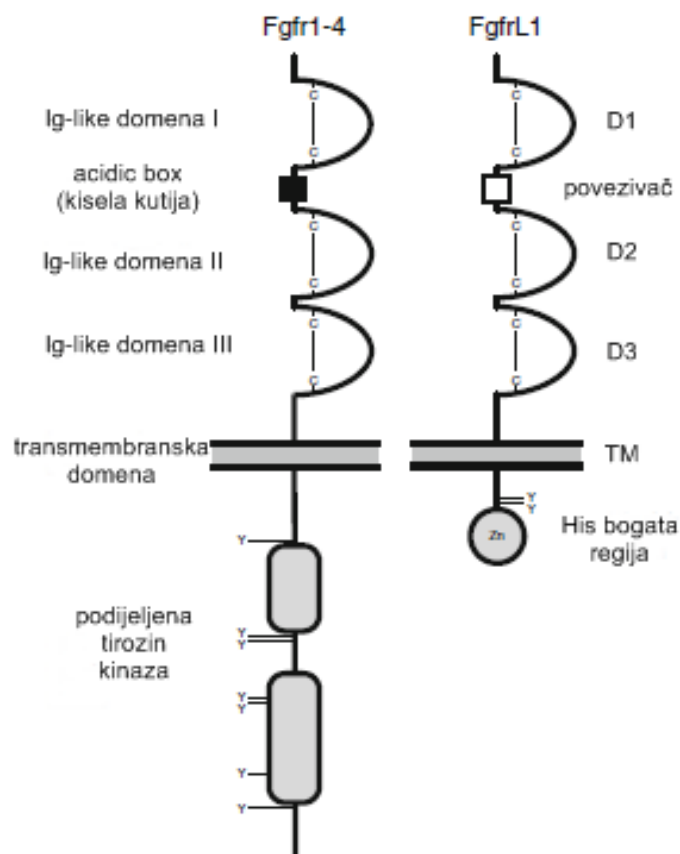 Fgfr1-4
FgfrL1
C
C
Ig-like domena I
D1
C
C
acidic box
(kisela kutija)
povezivač
C
C
Ig-like domena II
D2
C
C
C
C
Ig-like domena III
D3
C
C
transmembranska
domena
TM
Y
Y
Zn
His bogata
regija
Y
podijeljena
tirozin
kinaza
Y
Y
Y
Y
Y
Y